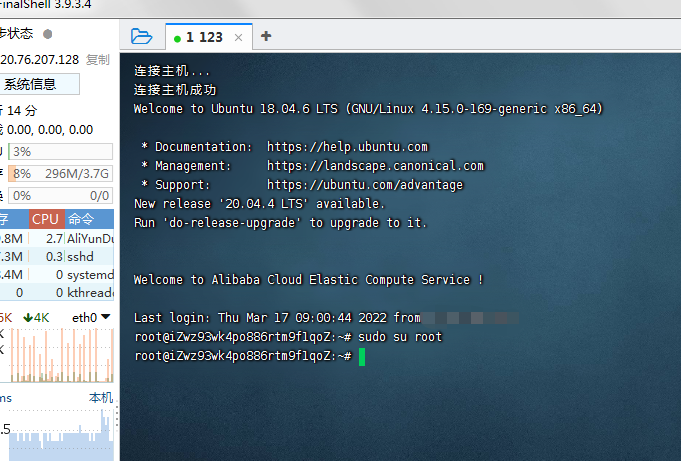 FinalShell 3.9.3.4
步状态
20.76.207.128 复制
系统信息
行 14 分
0.00, 0.00, 0.00
3%
8% 296M/3.7G
0% 0/0
存 CPU 命令
.8M 2.7 AliYunDu
.3M 0.3 sshd
.4M 0 systemd
0 0 kthread
5K 4K eth0
K
K
ms 本机
.5
1 123
连接主机...
连接主机成功
Welcome to Ubuntu 18.04.6 LTS (GNU/Linux 4.15.0-169-generic x86_64)
* Documentation: https://help.ubuntu.com
* Management: https://landscape.canonical.com
* Support: https://ubuntu.com/advantage
New release '20.04.4 LTS' available.
Run 'do-release-upgrade' to upgrade to it.
Welcome to Alibaba Cloud Elastic Compute Service !
Last login: Thu Mar 17 09:00:44 2022 from
root@iZwz93wk4po886rtm9f1qoZ:~# sudo su root
root@iZwz93wk4po886rtm9f1qoZ:~#